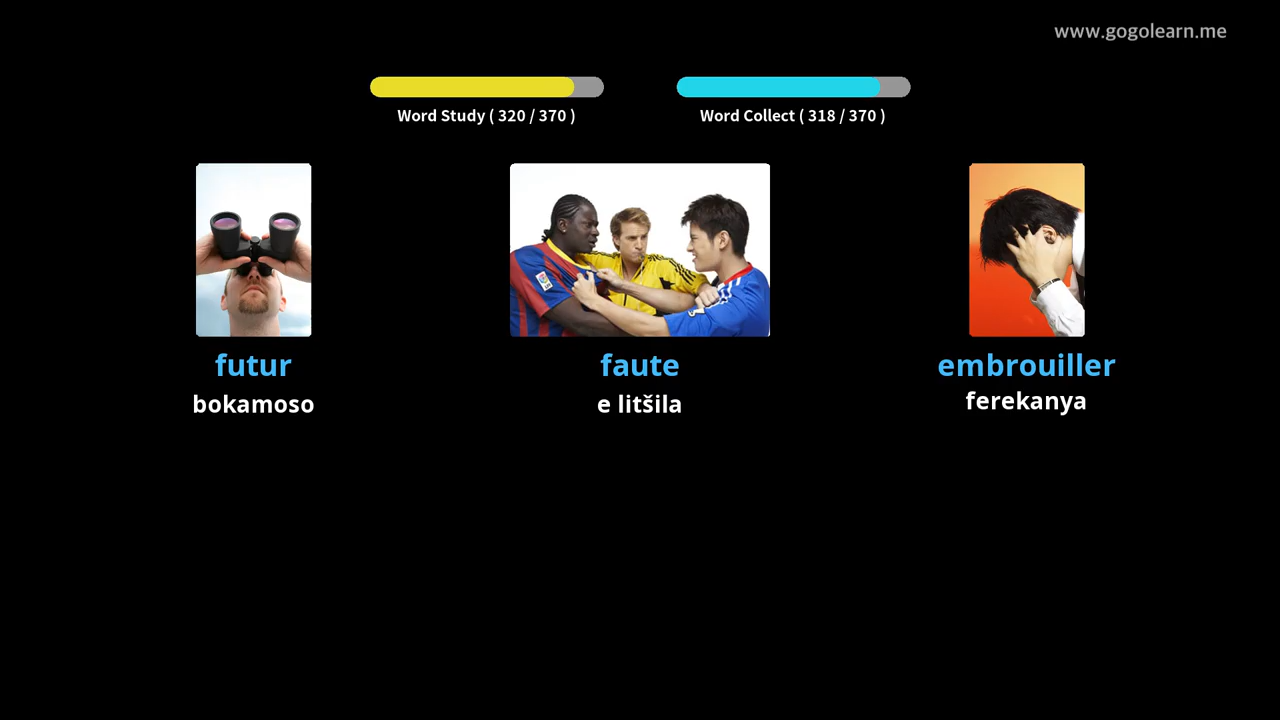 www.gogolearn.me
Word Study ( 320 / 370 )
Word Collect ( 318 / 370 )
futur
faute
embrouiller
bokamoso
e litšila
ferekanya